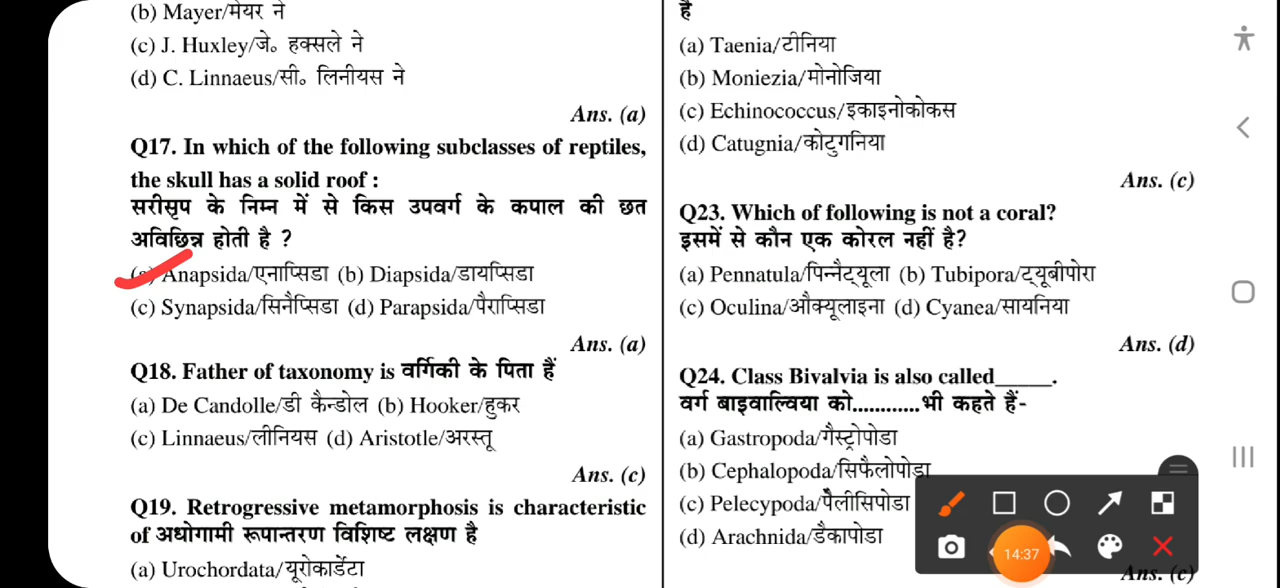 (b) Mayer/मेयर ने
(c) J. Huxley/जे० हक्सले ने
(d) C. Linnaeus/सी० लिनीयस ने
Ans. (a)
Q17. In which of the following subclasses of reptiles,
the skull has a solid roof :
सरीसृप के निम्न में से किस उपवर्ग के कपाल की छत
अविछिन्न होती है ?
(a) Anapsida/एनाप्सिडा (b) Diapsida/डायप्सिडा
(c) Synapsida/सिनैप्सिडा (d) Parapsida/पैराप्सिडा
Ans. (a)
Q18. Father of taxonomy is वर्गिकी के पिता हैं
(a) De Candolle/डी कैन्डोल (b) Hooker/हुकर
(c) Linnaeus/लीनियस (d) Aristotle/अरस्तू
Ans. (c)
Q19. Retrogressive metamorphosis is characteristic
of अधोगामी रूपान्तरण विशिष्ट लक्षण है
(a) Urochordata/यूरोकार्डेटा
है
(a) Taenia/टीनिया
(b) Moniezia/मोनोजिया
(c) Echinococcus/इकाइनोकोकस
(d) Catugnia/कोटुगनिया
Ans. (c)
Q23. Which of following is not a coral?
इसमें से कौन एक कोरल नहीं है?
(a) Pennatula/पिन्नैट्यूला (b) Tubipora/ट्यूबीपोरा
(c) Oculina/औक्यूलाइना (d) Cyanea/सायनिया
Ans. (d)
Q24. Class Bivalvia is also called_____.
वर्ग बाइवाल्विया को............भी कहते हैं-
(a) Gastropoda/गैस्ट्रोपोडा
(b) Cephalopoda/सिफैलोपोडा
(c) Pelecypoda/पैलीसिपोडा
(d) Arachnida/डैकापोडा
14:37
Ans. (c)